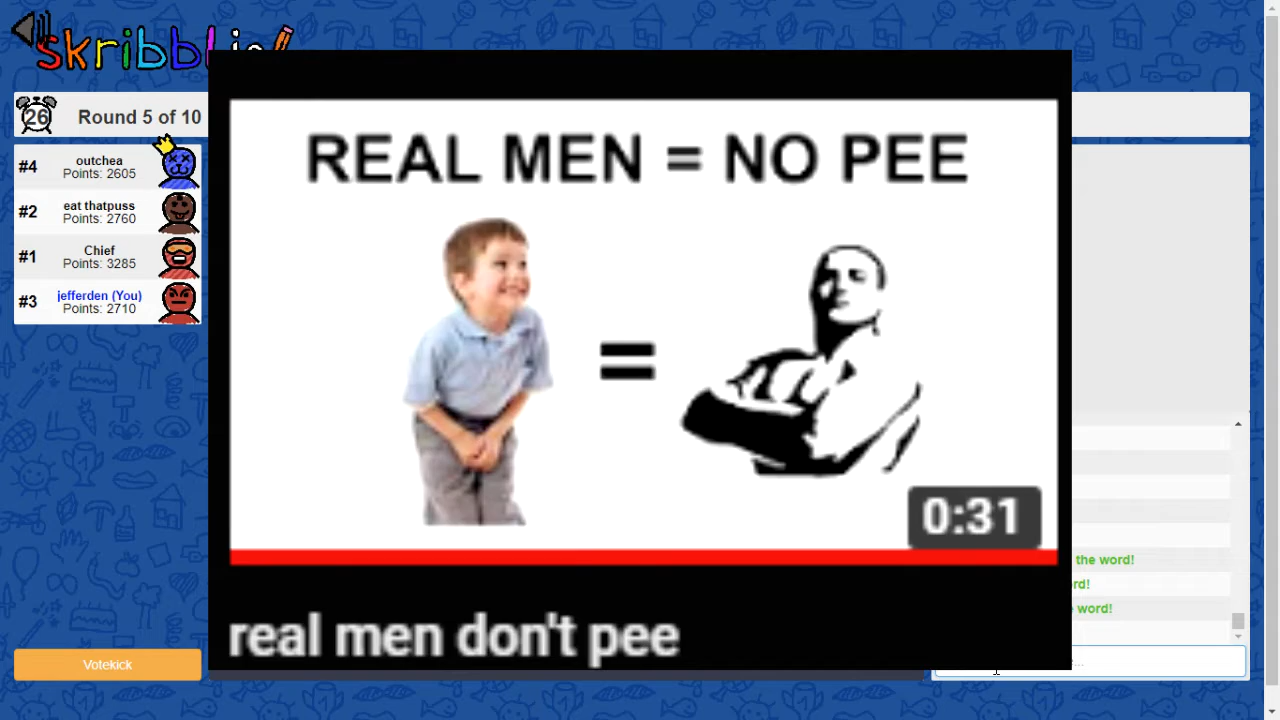 skribbl.io
26
Round 5 of 10
#4 outchea
Points: 2605
#2 eat thatpuss
Points: 2760
#1 Chief
Points: 3285
#3 jefferden (You)
Points: 2710
REAL MEN = NO PEE
=
0:31
real men don't pee
the word!
word!
Votekick